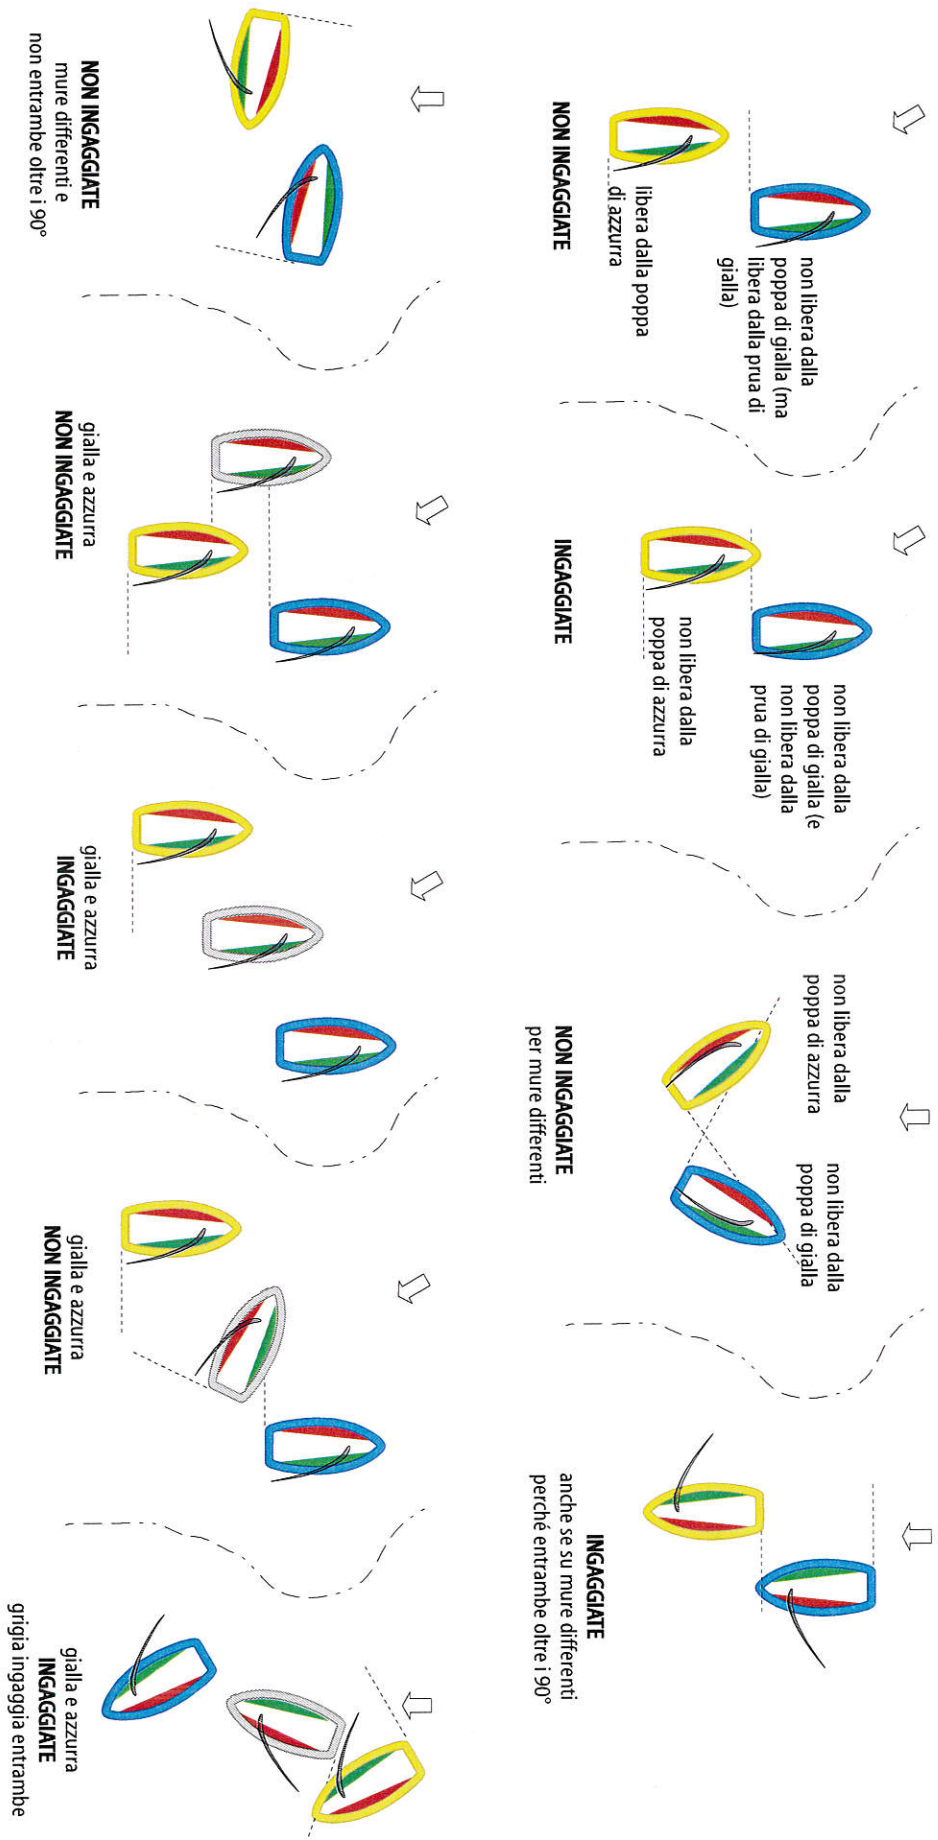 non libera dalla
poppa di gialla (ma
libera dalla prua di
gialla)
libera dalla poppa
di azzurra
NON INGAGGIATE
non libera dalla
poppa di gialla (e
non libera dalla
prua di gialla)
non libera dalla
poppa di azzurra
INGAGGIATE
non libera dalla
poppa di azzurra
non libera dalla
poppa di gialla
NON INGAGGIATE
per mure differenti
INGAGGIATE
anche se su mure differenti
perché entrambe oltre i 90°
NON INGAGGIATE
mure differenti e
non entrambe oltre i 90°
gialla e azzurra
NON INGAGGIATE
gialla e azzurra
INGAGGIATE
gialla e azzurra
NON INGAGGIATE
gialla e azzurra
INGAGGIATE
grigia ingaggia entrambe